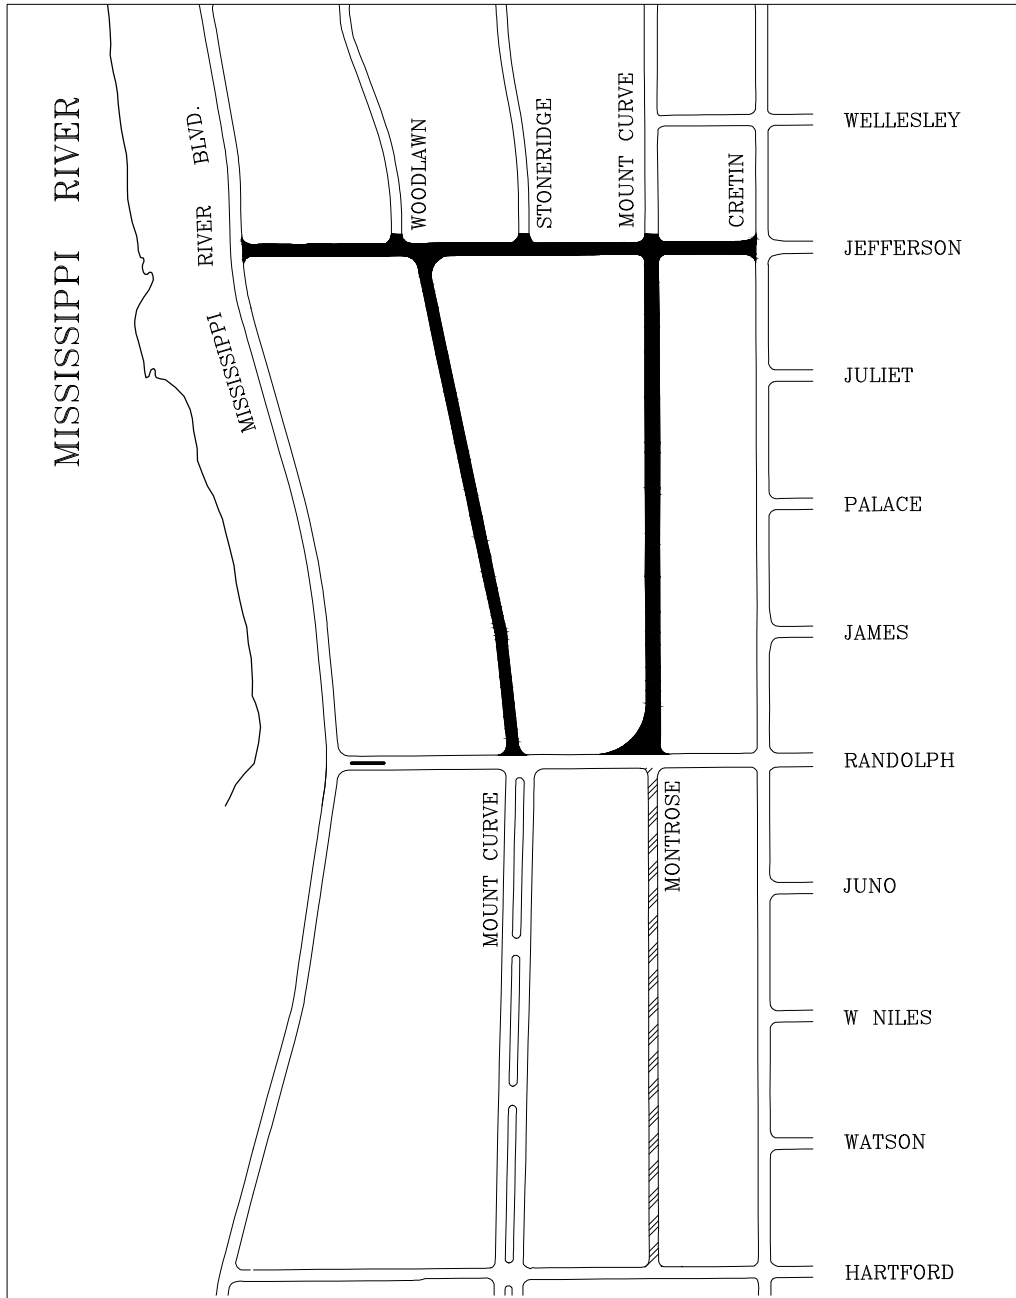 MISSISSIPPI RIVER
MISSISSIPPI RIVER BLVD.
WOODLAWN
STONERIDGE
MOUNT CURVE
CRETIN
WELLESLEY
JEFFERSON
JULIET
PALACE
JAMES
RANDOLPH
MOUNT CURVE
MONTROSE
JUNO
W NILES
WATSON
HARTFORD